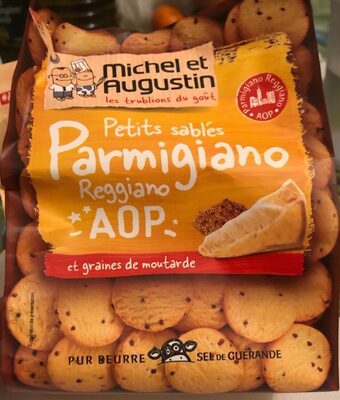 Michel et
Augustin
les trublions du goût
Parmigiano Reggiano
AOP
Petits sablés
Parmigiano
Reggiano
AOP
et graines de moutarde
PUR BEURRE
SEL DE GUÉRANDE